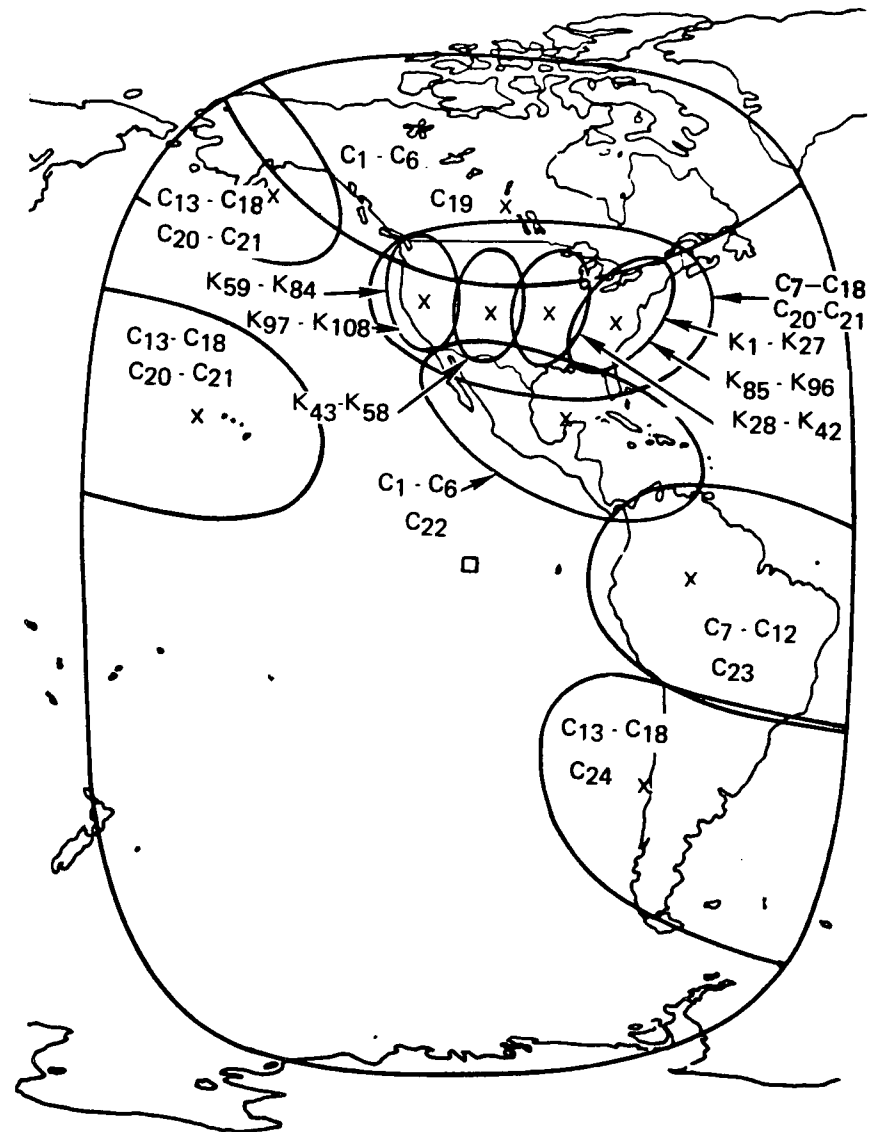 C1 - C6
C19
C13 - C18
C20 - C21
K59 - K84
K97 - K108
C7—C18
C20-C21
K1 - K27
K85 - K96
K28 - K42
C13- C18
C20 - C21
K43-K58
C1 - C6
C22
C7 - C12
C23
C13 - C18
C24